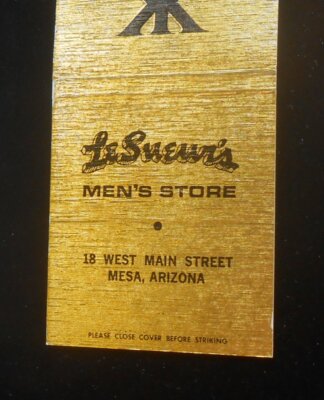 LeSueur's
MEN'S STORE
18 WEST MAIN STREET
MESA, ARIZONA
PLEASE CLOSE COVER BEFORE STRIKING